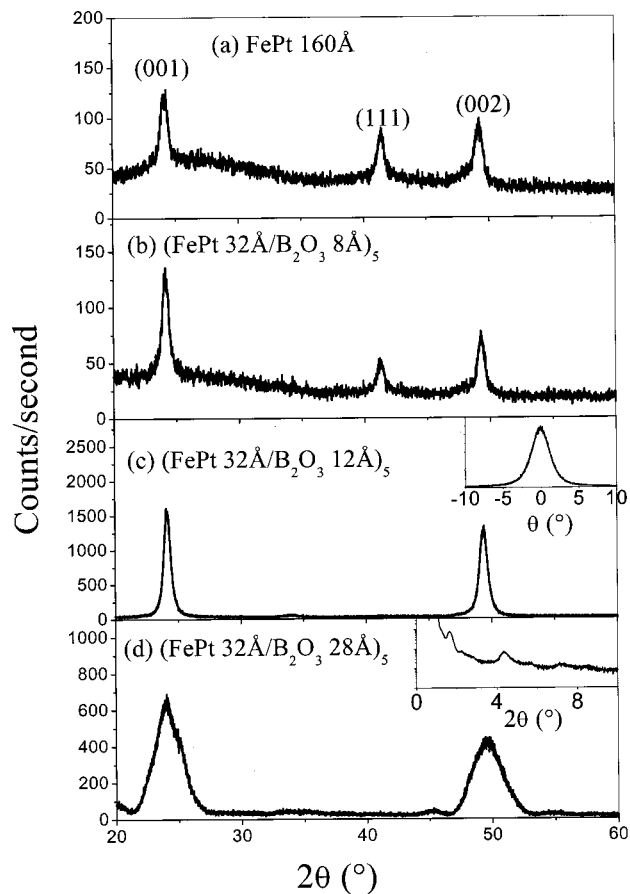 200
(a) FePt 160Å
150
(001)
(002)
100
(111)
50
0
(b) (FePt 32Å/B2O3 8Å)5
150
100
50
0
Counts/second
2500
(c) (FePt 32Å/B2O3 12Å)5
2000
1500
1000
500
0
-10 -5 0 5 10
θ (°)
1000
(d) (FePt 32Å/B2O3 28Å)5
800
600
400
200
0
0 4 8
2θ (°)
20 30 40 50 60
2θ (°)